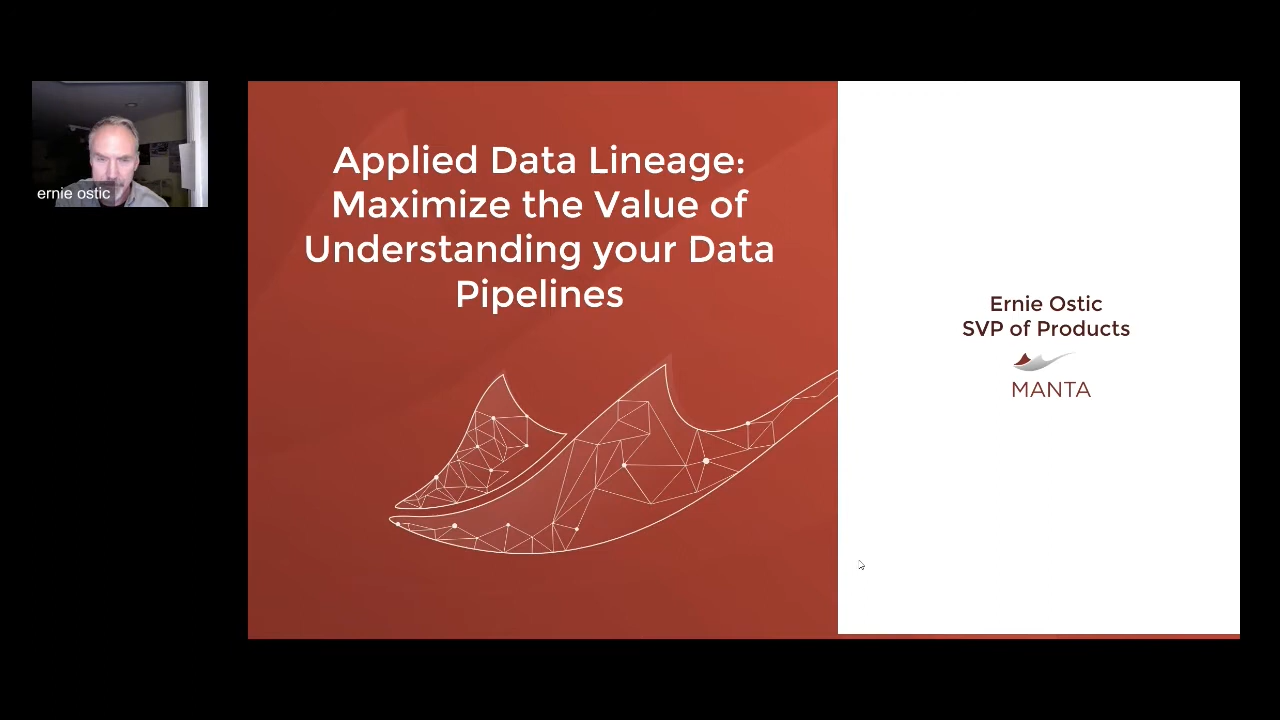 ernie ostic
Applied Data Lineage:
Maximize the Value of
Understanding your Data
Pipelines
Ernie Ostic
SVP of Products
MANTA